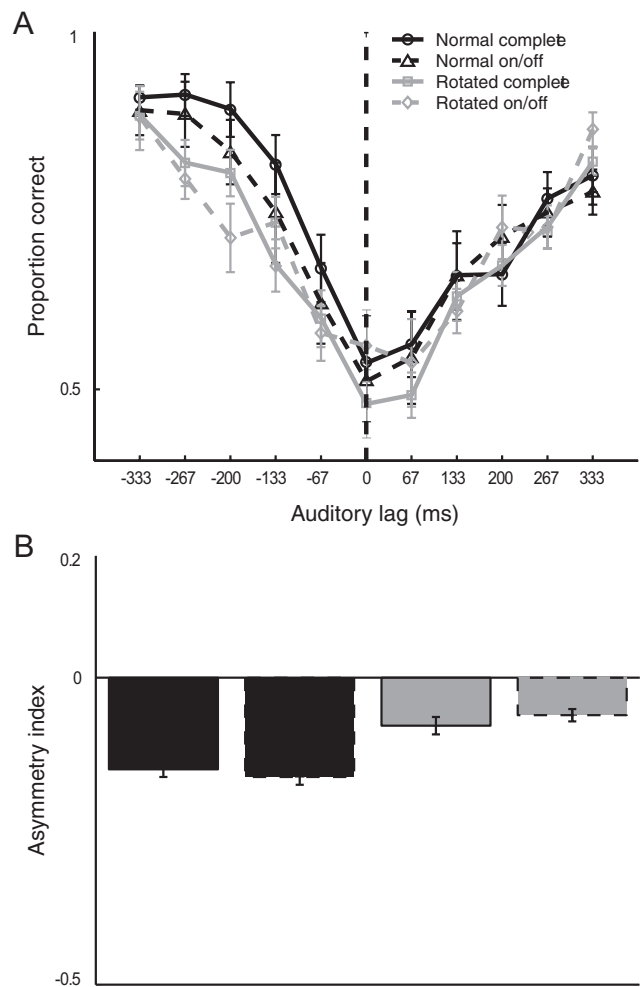 A
1
Normal complete
Normal on/off
Rotated complete
Rotated on/off
Proportion correct
0.5
-333 -267 -200 -133 -67 0 67 133 200 267 333
Auditory lag (ms)
B
0.2
0
Asymmetry index
-0.5